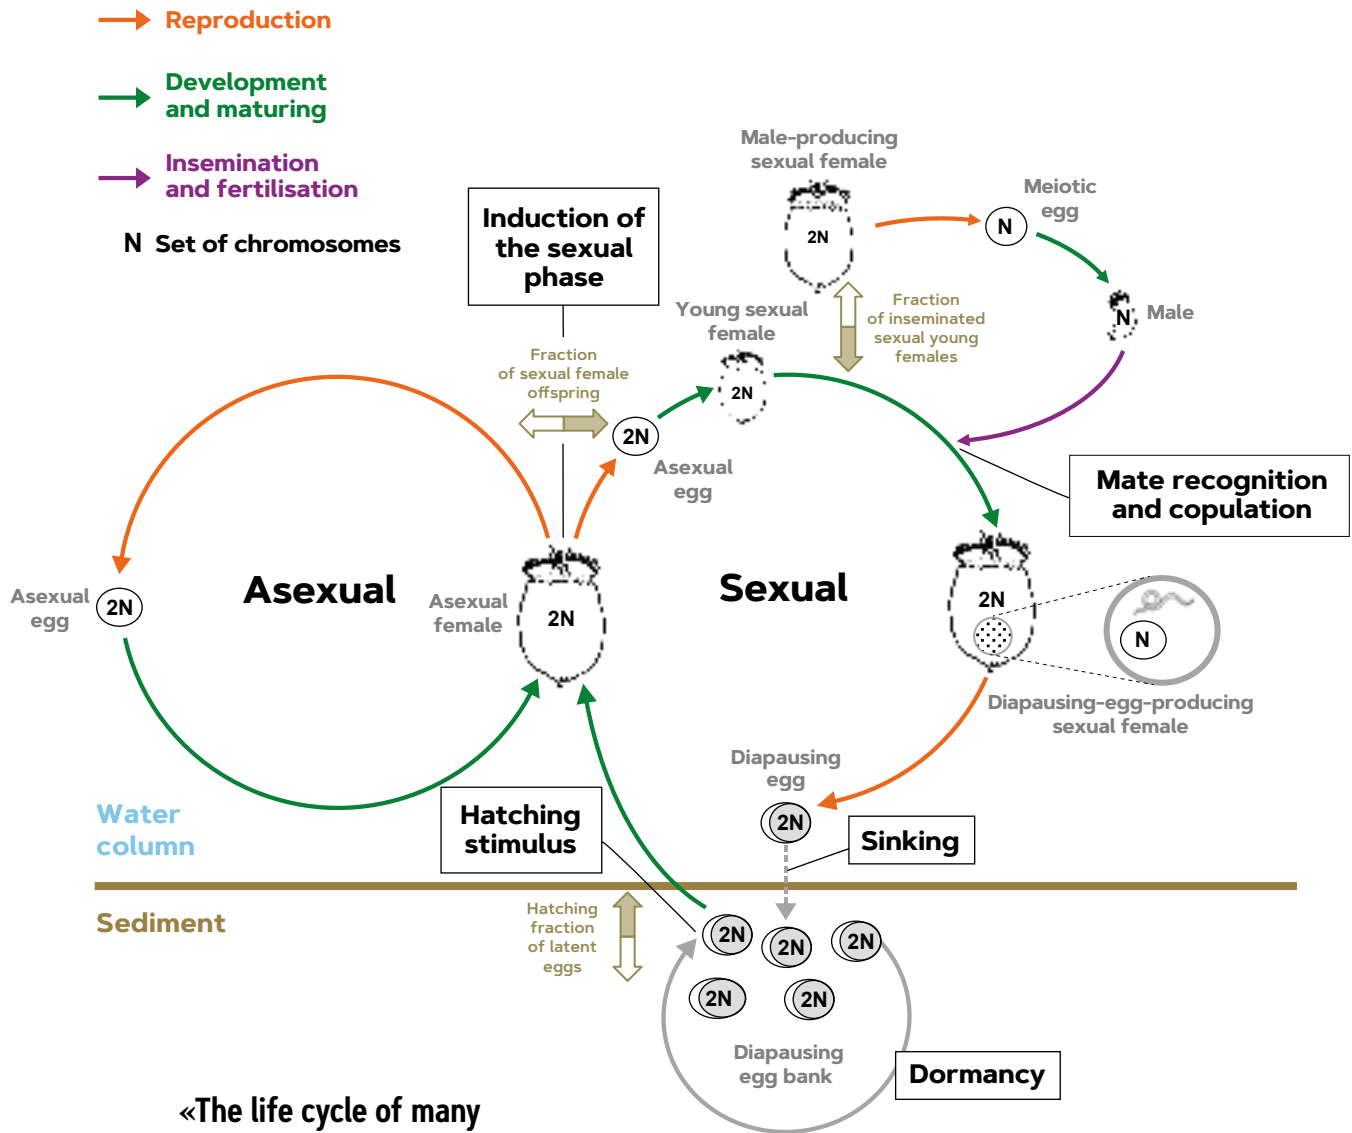 Reproduction
Development
and maturing
Insemination
and fertilisation
N Set of chromosomes
Induction of
the sexual
phase
Male-producing
sexual female
2N
Meiotic
egg
N
Male
N
Fraction
of inseminated
sexual young
females
Young sexual
female
2N
Fraction
of sexual female
offspring
2N
Asexual
egg
Mate recognition
and copulation
Asexual
egg
2N
Asexual
Asexual
female
2N
Sexual
2N
N
Diapausing-egg-producing
sexual female
Diapausing
egg
2N
Sinking
Hatching
stimulus
Water
column
Sediment
Hatching
fraction
of latent
eggs
2N
2N
2N
2N
2N
Diapausing
egg bank
Dormancy
«The life cycle of many